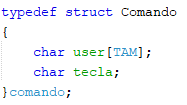 typedef struct Comando
{
    char user[TAM];
    char tecla;
}comando;